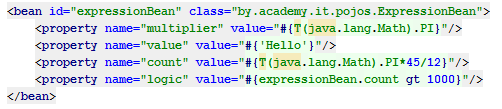 <bean id="expressionBean" class="by.academy.it.pojos.ExpressionBean">
<property name="multiplier" value="#{T(java.lang.Math).PI}"/>
<property name="value" value="#{'Hello'}"/>
<property name="count" value="#{T(java.lang.Math).PI*45/12}"/>
<property name="logic" value="#{expressionBean.count gt 1000}"/>
</bean>